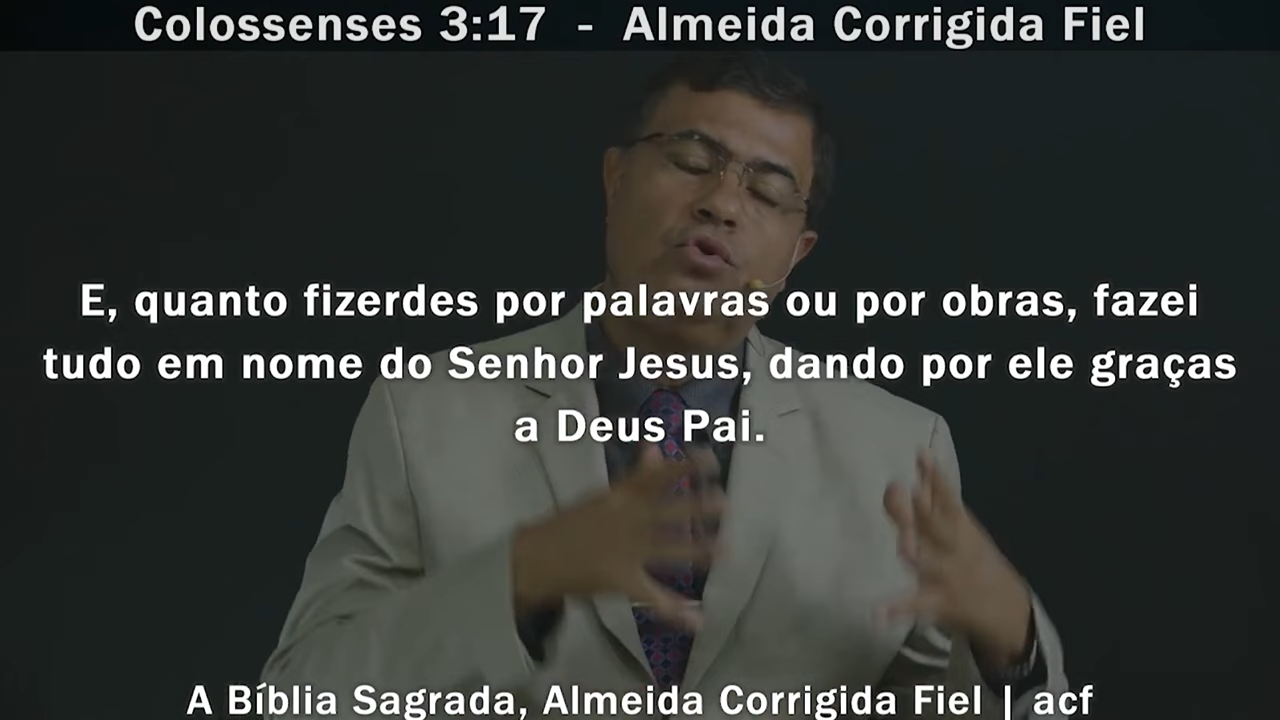 Colossenses 3:17 - Almeida Corrigida Fiel
E, quanto fizerdes por palavras ou por obras, fazei
tudo em nome do Senhor Jesus, dando por ele graças
a Deus Pai.
A Bíblia Sagrada, Almeida Corrigida Fiel | acf